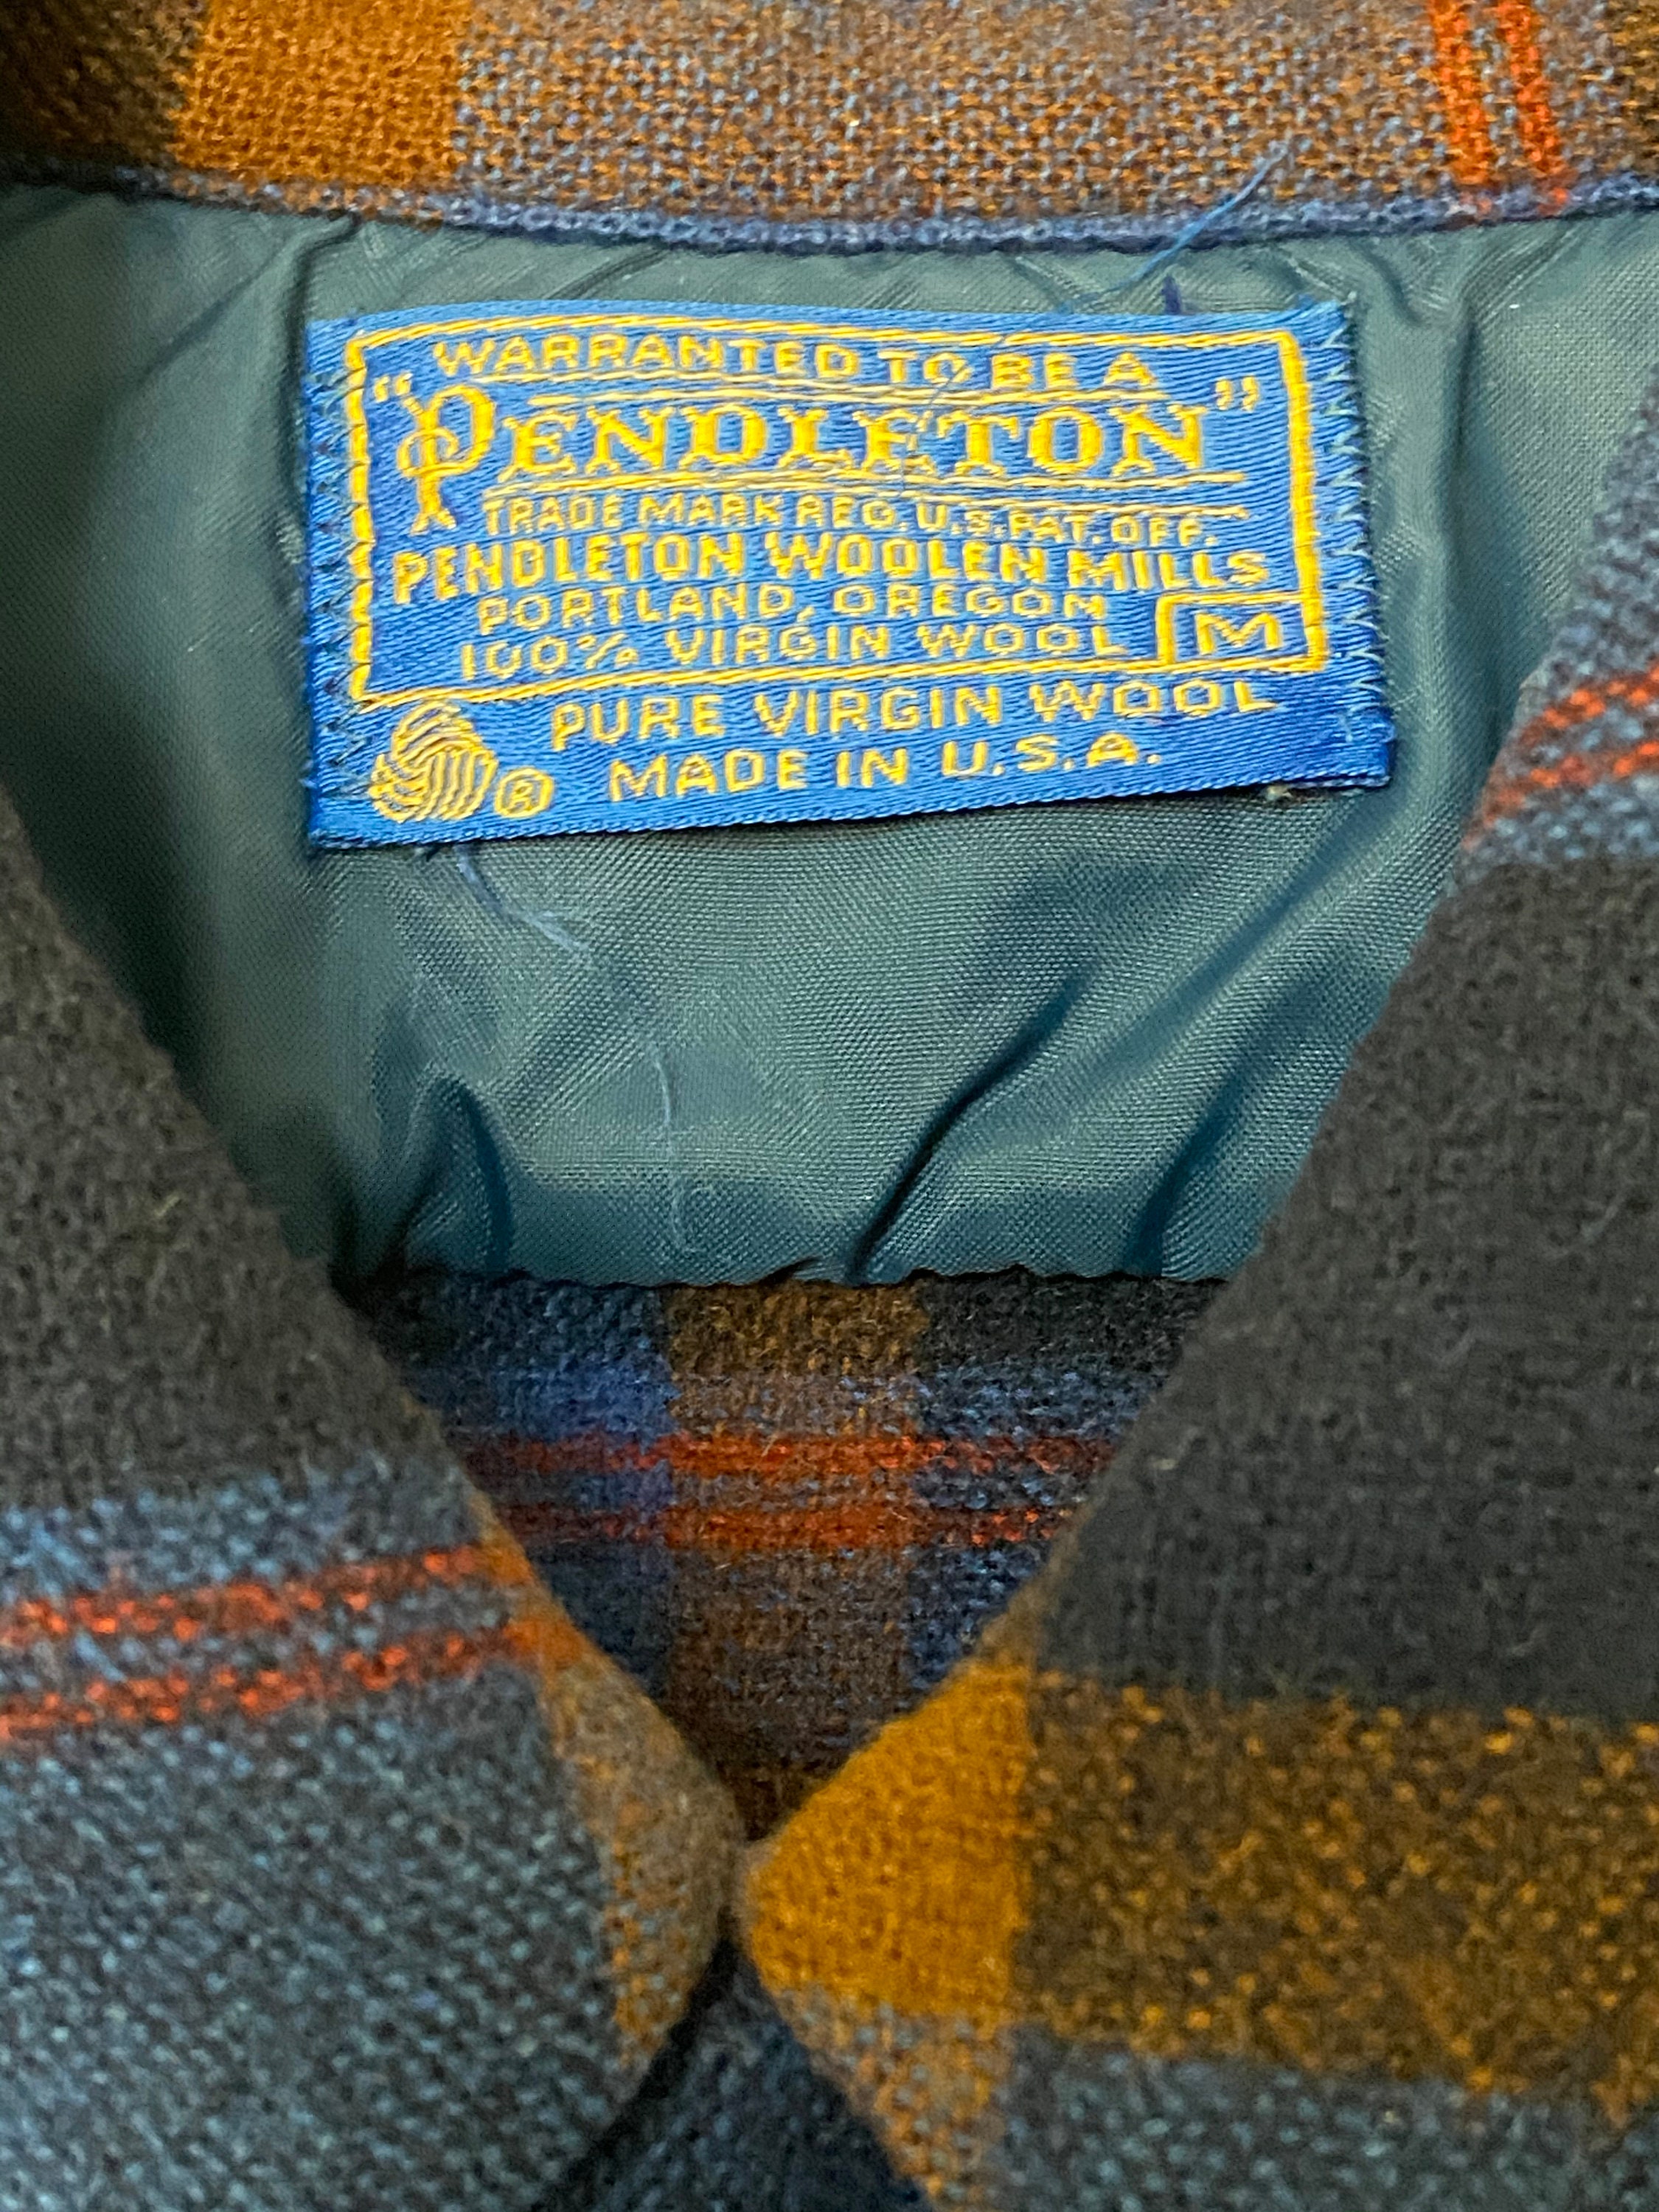 WARRANTED TO BE A
"PENDLETON"
TRADE MARK REG. U.S. PAT. OFF.
PENDLETON WOOLEN MILLS
PORTLAND, OREGON
100% VIRGIN WOOL M
PURE VIRGIN WOOL
® MADE IN U.S.A.